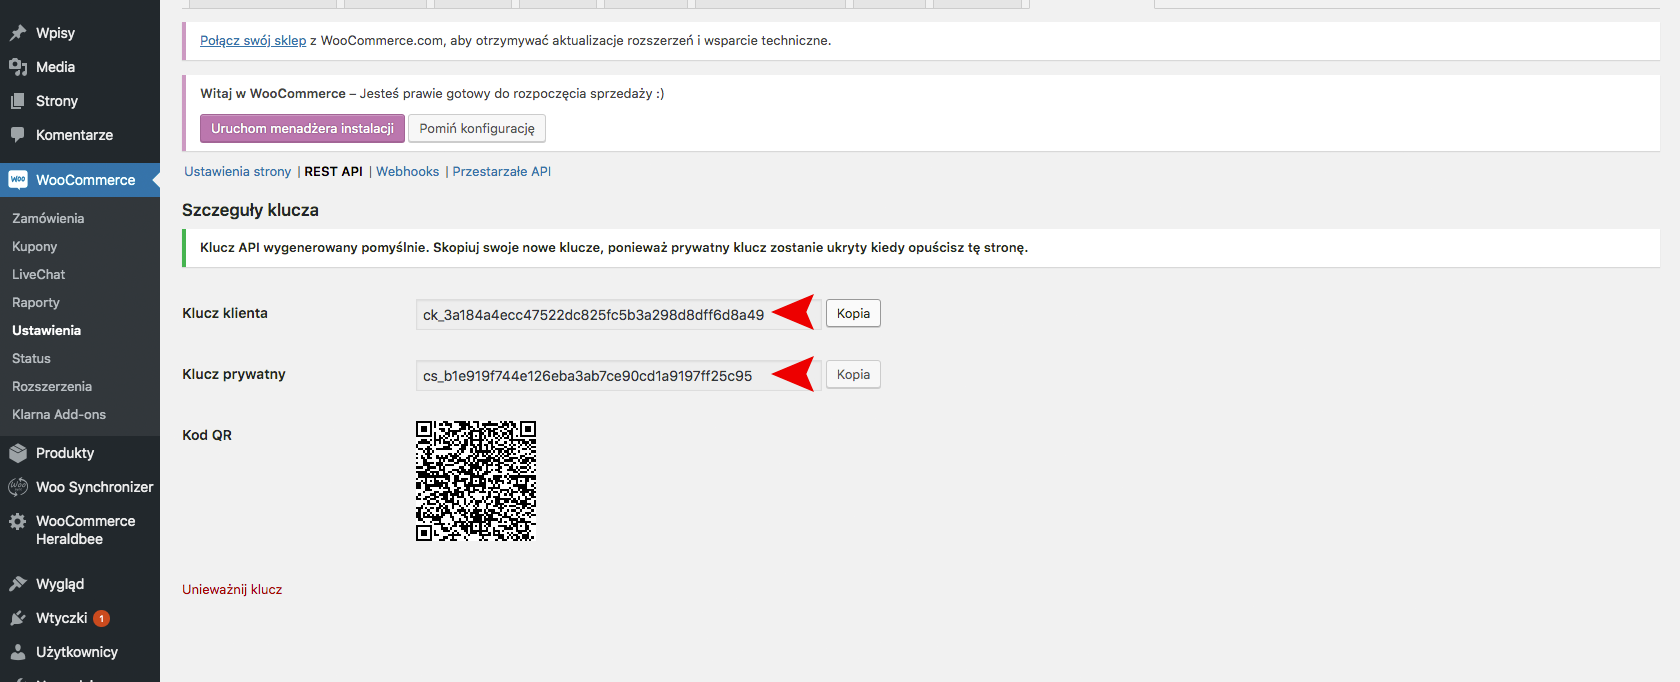 Wpisy
Media
Strony
Komentarze
WooCommerce
Zamówienia
Kupony
LiveChat
Raporty
Ustawienia
Status
Rozszerzenia
Klarna Add-ons
Produkty
Woo Synchronizer
WooCommerce
Heraldbee
Wygląd
Wtyczki 1
Użytkownicy
Połącz swój sklep z WooCommerce.com, aby otrzymywać aktualizacje rozszerzeń i wsparcie techniczne.
Witaj w WooCommerce – Jesteś prawie gotowy do rozpoczęcia sprzedaży :)
Uruchom menadżera instalacji Pomiń konfigurację
Ustawienia strony | REST API | Webhooks | Przestarzałe API
Szczeguły klucza
Klucz API wygenerowany pomyślnie. Skopiuj swoje nowe klucze, ponieważ prywatny klucz zostanie ukryty kiedy opuścisz tę stronę.
Klucz klienta ck_3a184a4ecc47522dc825fc5b3a298d8dff6d8a49 Kopia
Klucz prywatny cs_b1e919f744e126eba3ab7ce90cd1a9197ff25c95 Kopia
Kod QR
Unieważnij klucz